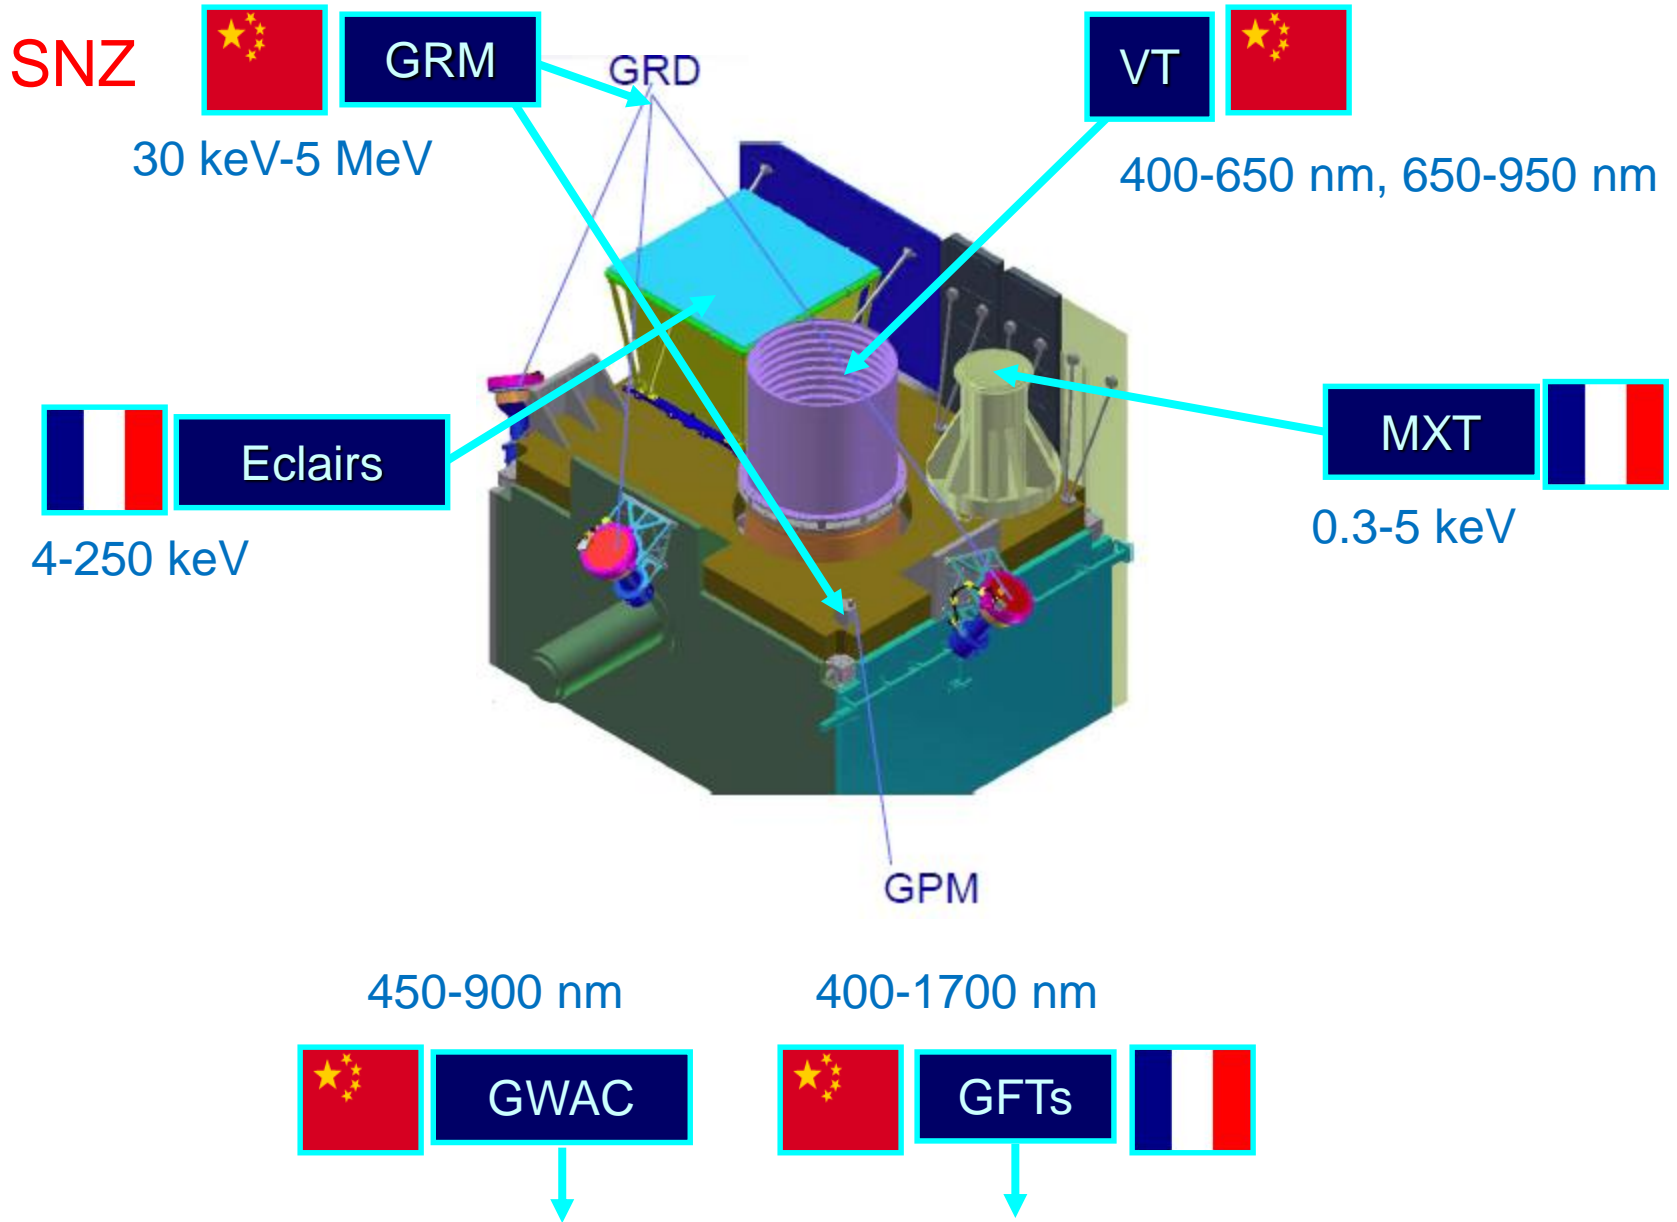 SNZ
GRM
GRD
VT
30 keV-5 MeV
400-650 nm, 650-950 nm
Eclairs
MXT
4-250 keV
0.3-5 keV
GPM
450-900 nm
400-1700 nm
GWAC
GFTs